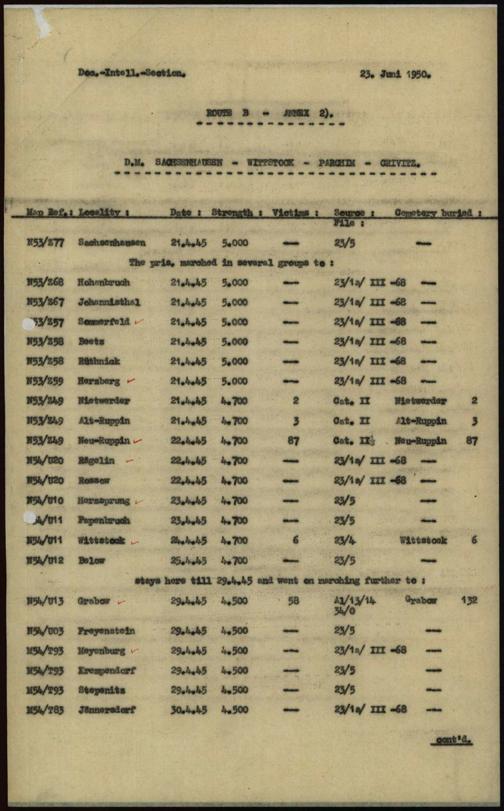 Doc.-Intell.-Section. 23. Juni 1950.
ROUTE B - ANNEX 2).
D.M. SACHSENHAUSEN - WITTSTOCK - PARCHIM - CRIVITZ.
Map Ref.: Locality : Date : Strength : Victims : Source : Cemetery buried :
File :
N53/Z77 Sachsenhausen 21.4.45 5.000 — 23/5 —
The pris. marched in several groups to :
N53/Z68 Hohenbruch 21.4.45 5.000 — 23/1a/ III -68 —
N53/Z67 Johannisthal 21.4.45 5.000 — 23/1a/ III -68 —
53/Z57 Sommerfeld 21.4.45 5.000 — 23/1a/ III -68 —
N53/Z58 Beetz 21.4.45 5.000 — 23/1a/ III -68 —
N53/Z58 Rüthnick 21.4.45 5.000 — 23/1a/ III -68 —
N53/Z59 Herzberg 21.4.45 5.000 — 23/1a/ III -68 —
N53/Z49 Nietwerder 21.4.45 4.700 2 Cat. II Nietwerder 2
N53/Z49 Alt-Ruppin 21.4.45 4.700 3 Cat. II Alt-Ruppin 3
N53/Z49 Neu-Ruppin 22.4.45 4.700 87 Cat. II Neu-Ruppin 87
N54/U20 Rägelin 22.4.45 4.700 — 23/1a/ III -68 —
N54/U20 Rossow 22.4.45 4.700 — 23/1a/ III -68 —
N54/U10 Herzsprung 23.4.45 4.700 — 23/5 —
4/U11 Papenbruch 23.4.45 4.700 — 23/5 —
N54/U11 Wittstock 24.4.45 4.700 6 23/4 Wittstock 6
N54/U12 Below 25.4.45 4.700 — 23/5 —
stays here till 29.4.45 and went on marching further to :
N54/U13 Grabow 29.4.45 4.500 58 A1/13/14 Grabow 132
34/0
N54/U03 Freyenstein 29.4.45 4.500 — 23/5 —
M54/T93 Meyenburg 29.4.45 4.500 — 23/1a/ III -68 —
M54/T93 Krempendorf 29.4.45 4.500 — 23/5 —
M54/T93 Stepenitz 29.4.45 4.500 — 23/5 —
M54/T83 Jännersdorf 30.4.45 4.500 — 23/1a/ III -68 —
cont'd.